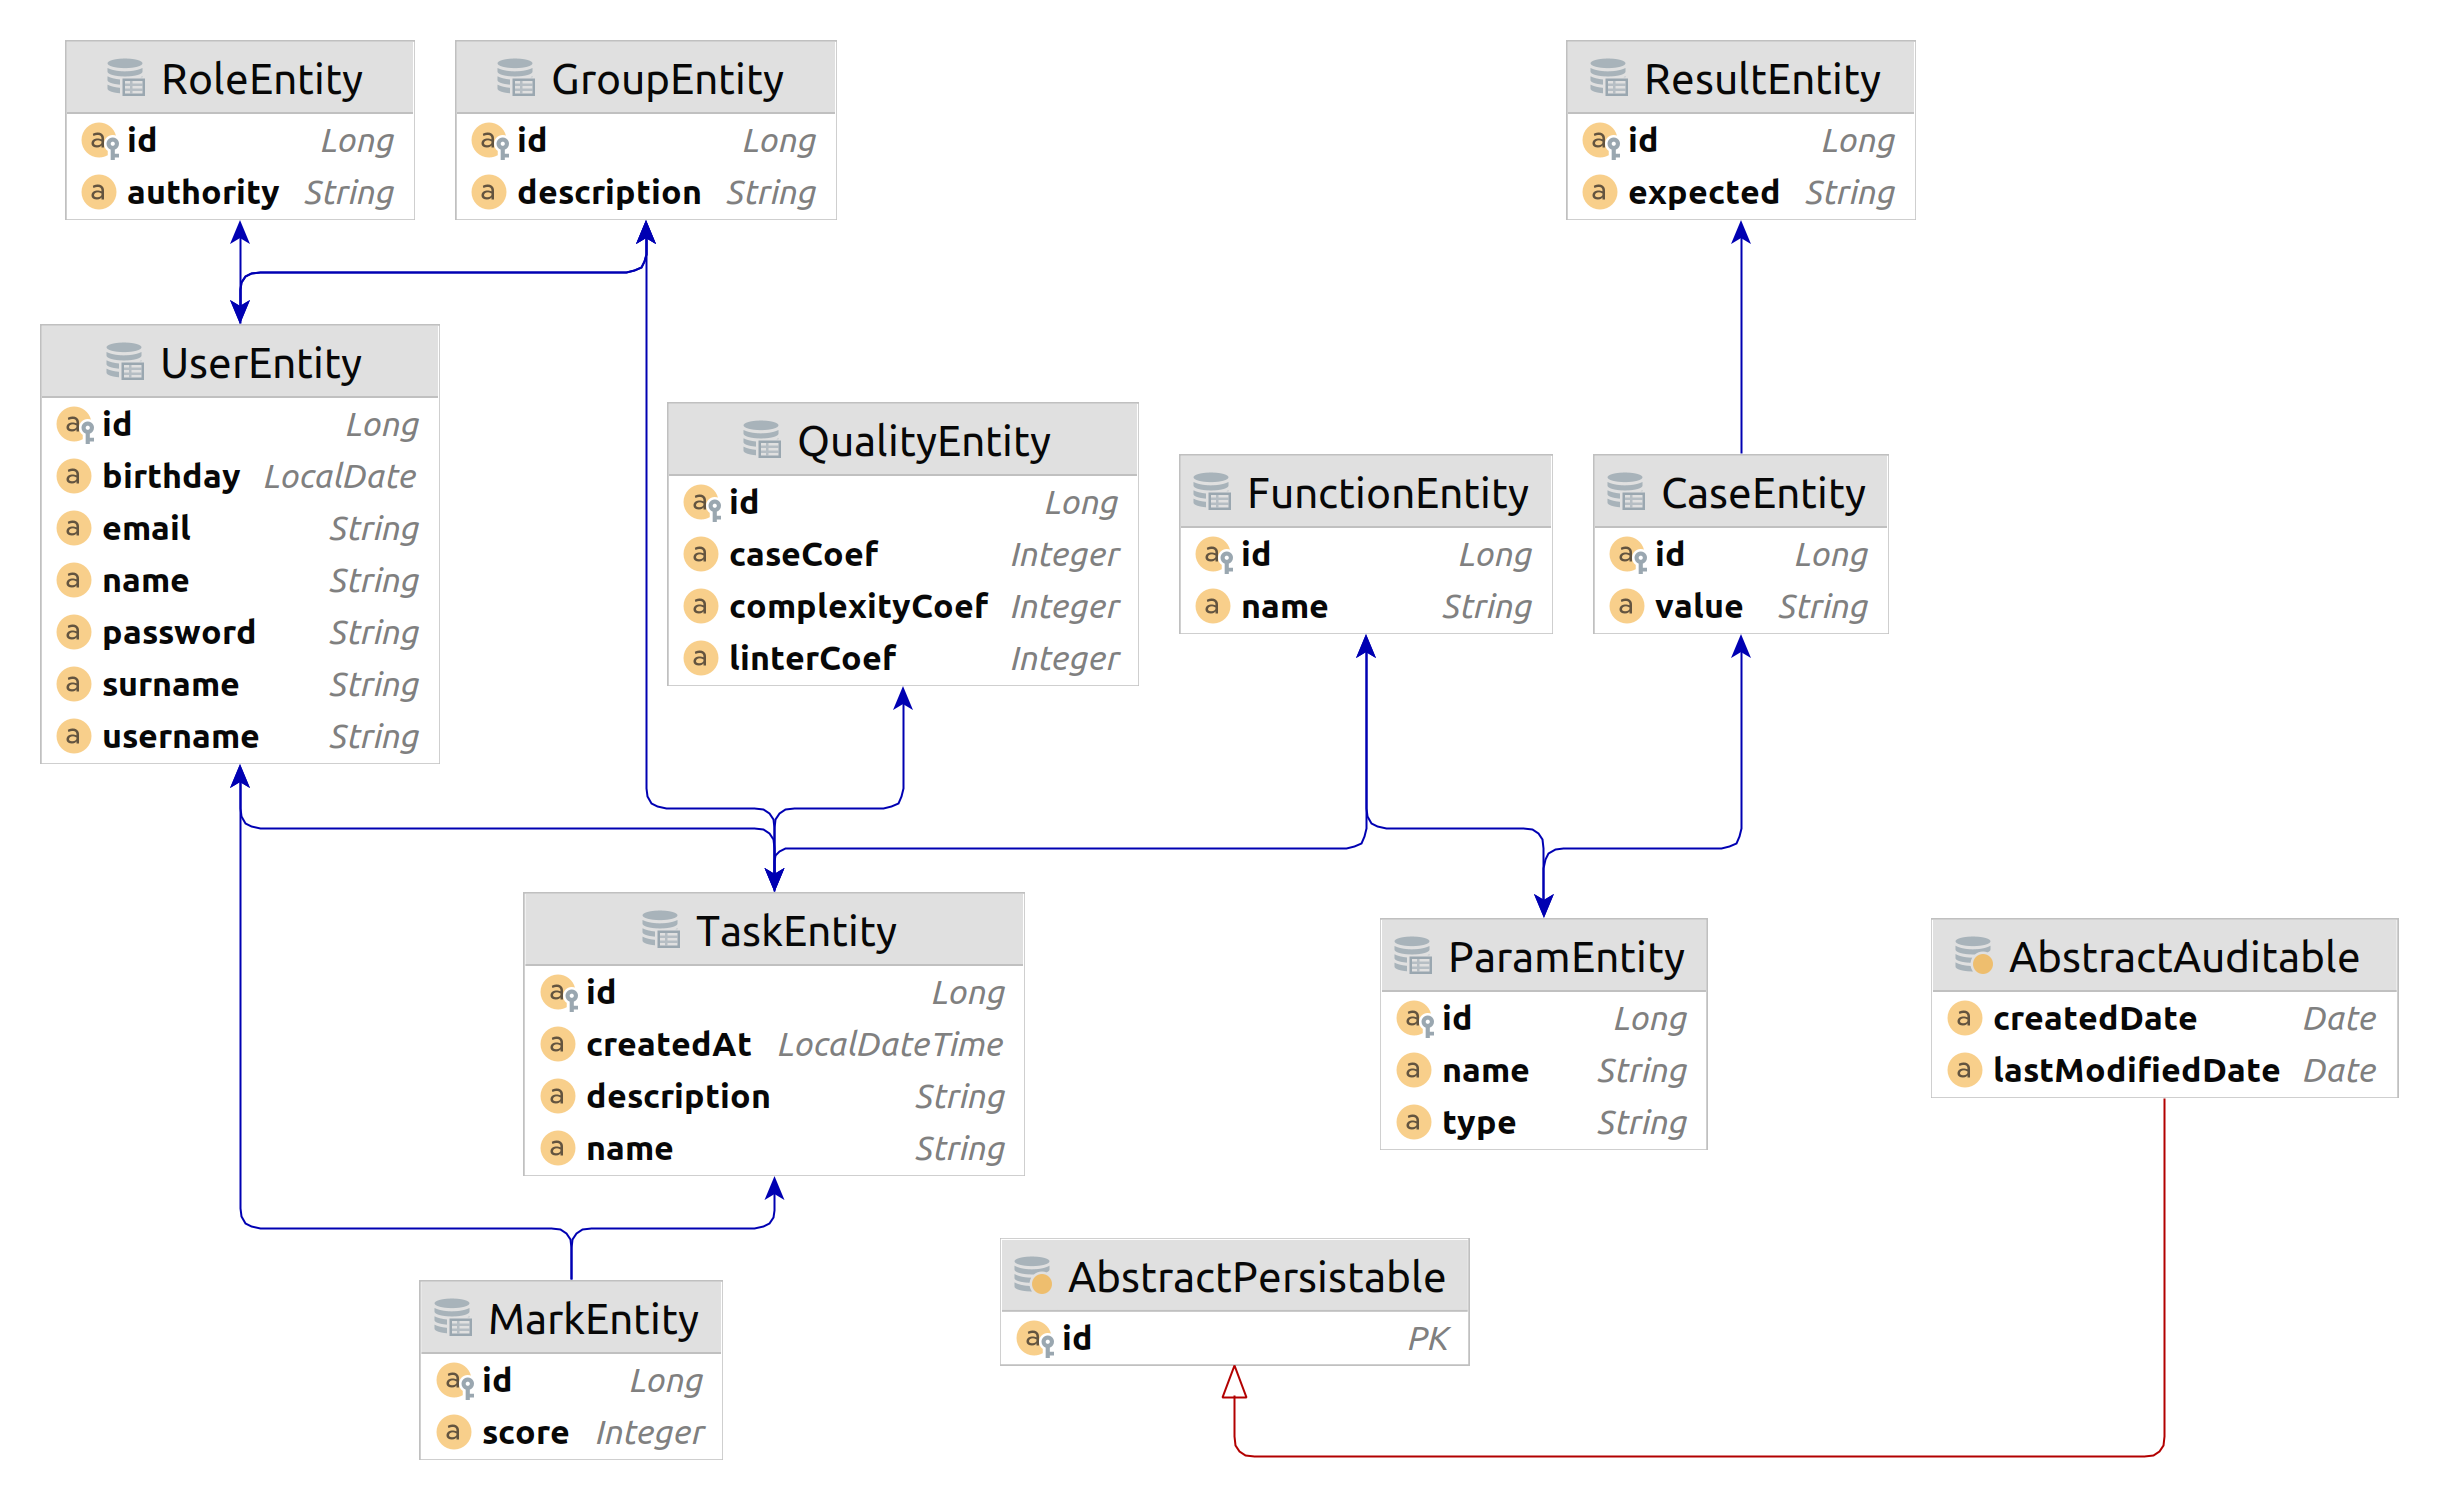 RoleEntity
id Long
authority String
GroupEntity
id Long
description String
ResultEntity
id Long
expected String
UserEntity
id Long
birthday LocalDate
email String
name String
password String
surname String
username String
QualityEntity
id Long
caseCoef Integer
complexityCoef Integer
linterCoef Integer
FunctionEntity
id Long
name String
CaseEntity
id Long
value String
TaskEntity
id Long
createdAt LocalDateTime
description String
name String
ParamEntity
id Long
name String
type String
AbstractAuditable
createdDate Date
lastModifiedDate Date
MarkEntity
id Long
score Integer
AbstractPersistable
id PK